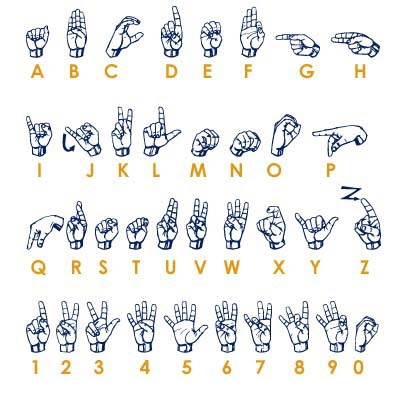 A B C D E F G H
I J K L M N O P
Q R S T U V W X Y Z
1 2 3 4 5 6 7 8 9 0